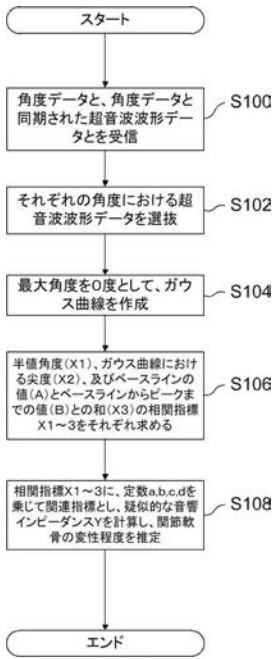 スタート
角度データと、角度データと
同期された超音波波形デー
タとを受信
S100
それぞれの角度における超
音波波形データを選抜
S102
最大角度を0度として、ガウ
ス曲線を作成
S104
半値角度(X1)、ガウス曲線におけ
る尖度(X2)、及びベースラインの
値(A)とベースラインからピークま
での値(B)との和(X3)の相関指標
X1～3をそれぞれ求める
S106
相関指標X1～3に、定数a,b,c,dを
乗じて関連指標とし、疑似的な音響
インピーダンスYを計算し、関節軟
骨の変性程度を推定
S108
エンド